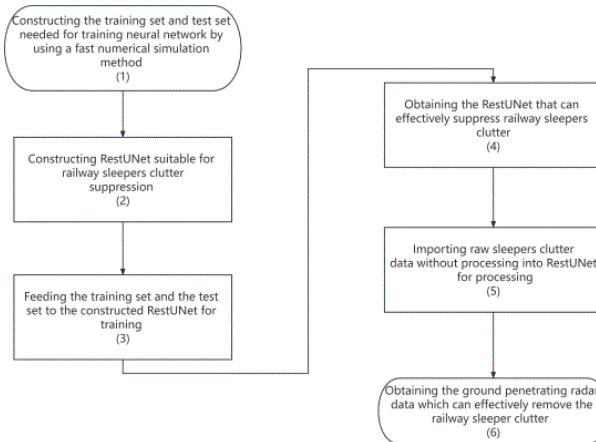 Constructing the training set and test set
needed for training neural network by
using a fast numerical simulation
method
(1)
Constructing RestUNet suitable for
railway sleepers clutter
suppression
(2)
Feeding the training set and the test
set to the constructed RestUNet for
training
(3)
Obtaining the RestUNet that can
effectively suppress railway sleepers
clutter
(4)
Importing raw sleepers clutter
data without processing into RestUNet
for processing
(5)
Obtaining the ground penetrating radar
data which can effectively remove the
railway sleeper clutter
(6)